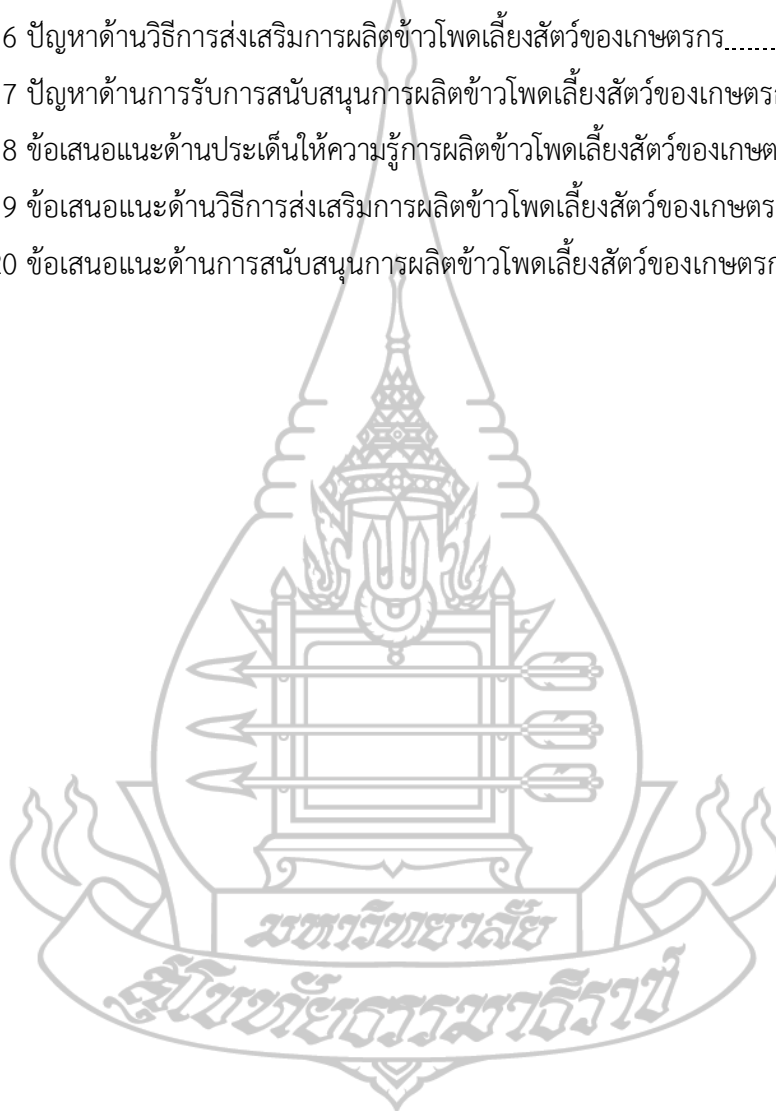 6 ปัญหาด้านวิธีการส่งเสริมการผลิตข้าวโพดเลี้ยงสัตว์ของเกษตรกร
7 ปัญหาด้านการรับการสนับสนุนการผลิตข้าวโพดเลี้ยงสัตว์ของเกษตรก
8 ข้อเสนอแนะด้านประเด็นให้ความรู้การผลิตข้าวโพดเลี้ยงสัตว์ของเกษต
9 ข้อเสนอแนะด้านวิธีการส่งเสริมการผลิตข้าวโพดเลี้ยงสัตว์ของเกษตร
20 ข้อเสนอแนะด้านการสนับสนุนการผลิตข้าวโพดเลี้ยงสัตว์ของเกษตรก
มหาวิทยาลัย
สุโขทัยธรรมาธิราช